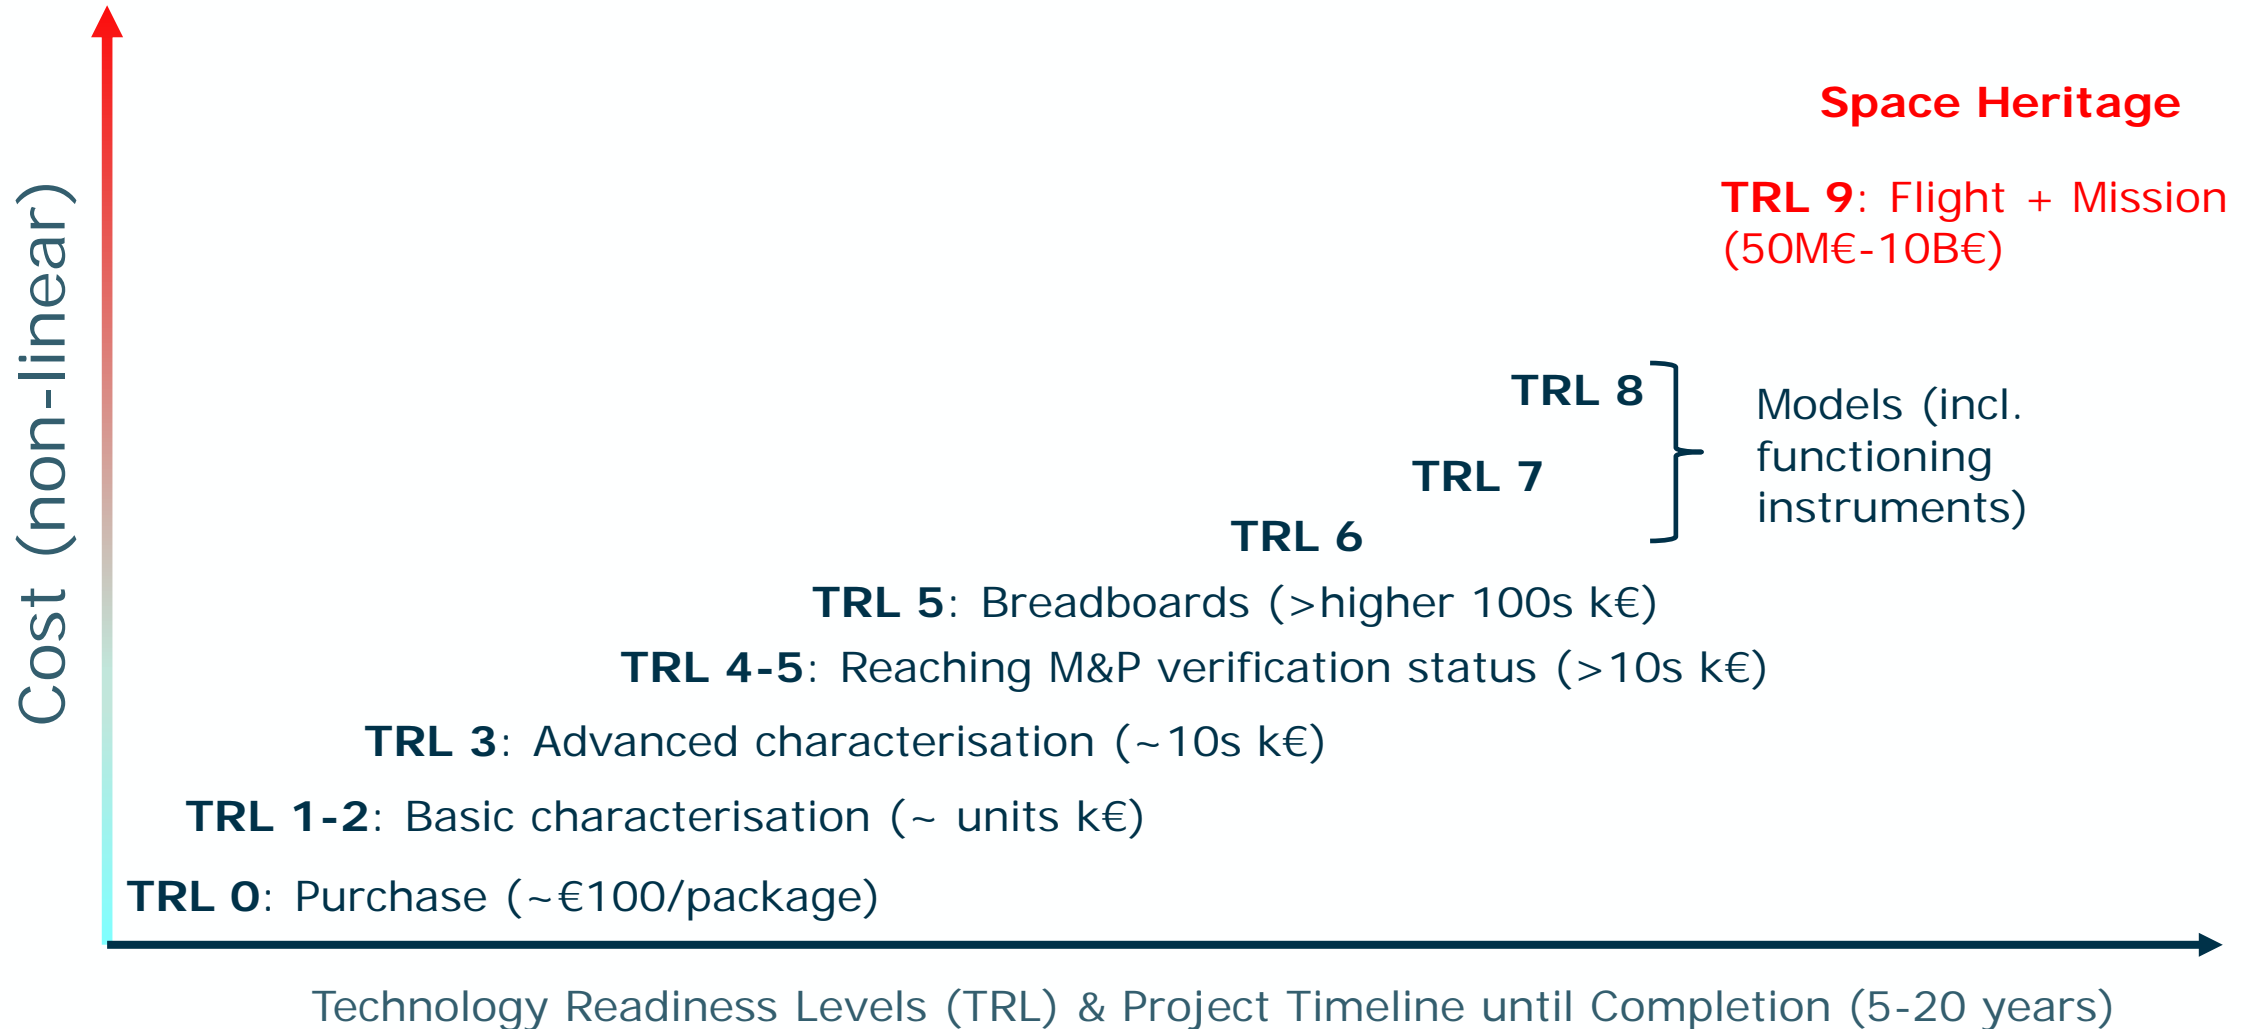 Cost (non-linear)
Space Heritage
TRL 9: Flight + Mission
(50M€-10B€)
TRL 8
TRL 7
TRL 6
Models (incl.
functioning
instruments)
TRL 5: Breadboards (>higher 100s k€)
TRL 4-5: Reaching M&P verification status (>10s k€)
TRL 3: Advanced characterisation (~10s k€)
TRL 1-2: Basic characterisation (~ units k€)
TRL 0: Purchase (~€100/package)
Technology Readiness Levels (TRL) & Project Timeline until Completion (5-20 years)